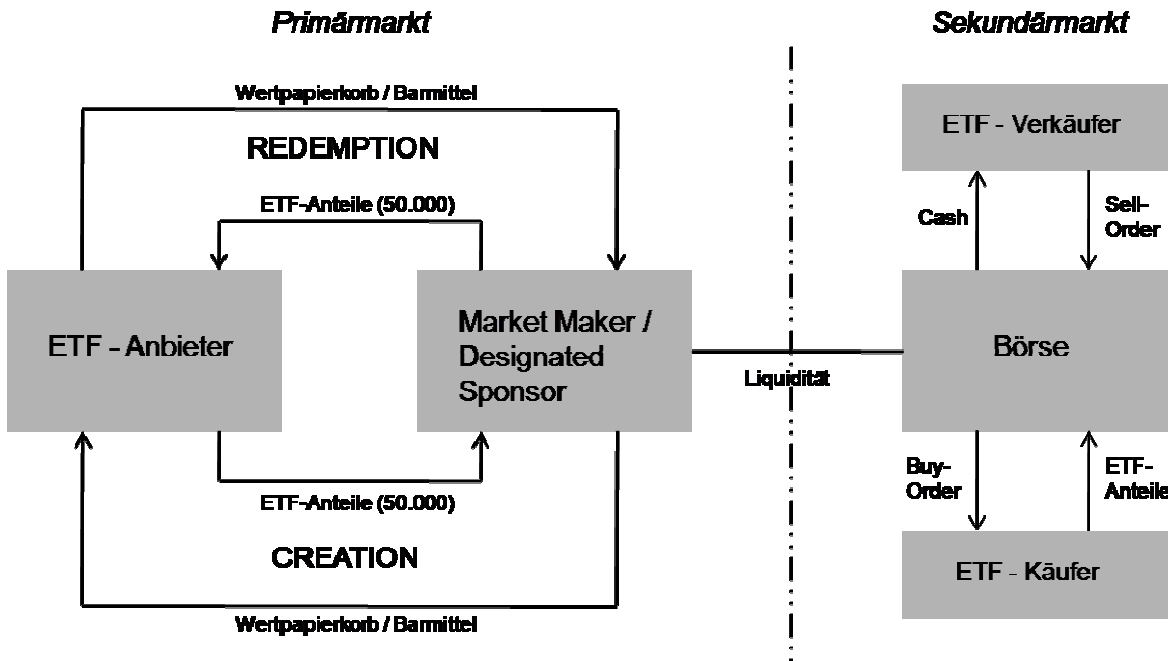 Primärmarkt
Sekundärmarkt
Wertpapierkorb / Barmittel
REDEMPTION
ETF-Anteile (50.000)
ETF - Anbieter
Market Maker /
Designated
Sponsor
ETF-Anteile (50.000)
CREATION
Wertpapierkorb / Barmittel
Liquidität
ETF - Verkäufer
Cash
Sell-
Order
Börse
Buy-
Order
ETF-
Anteile
ETF - Käufer